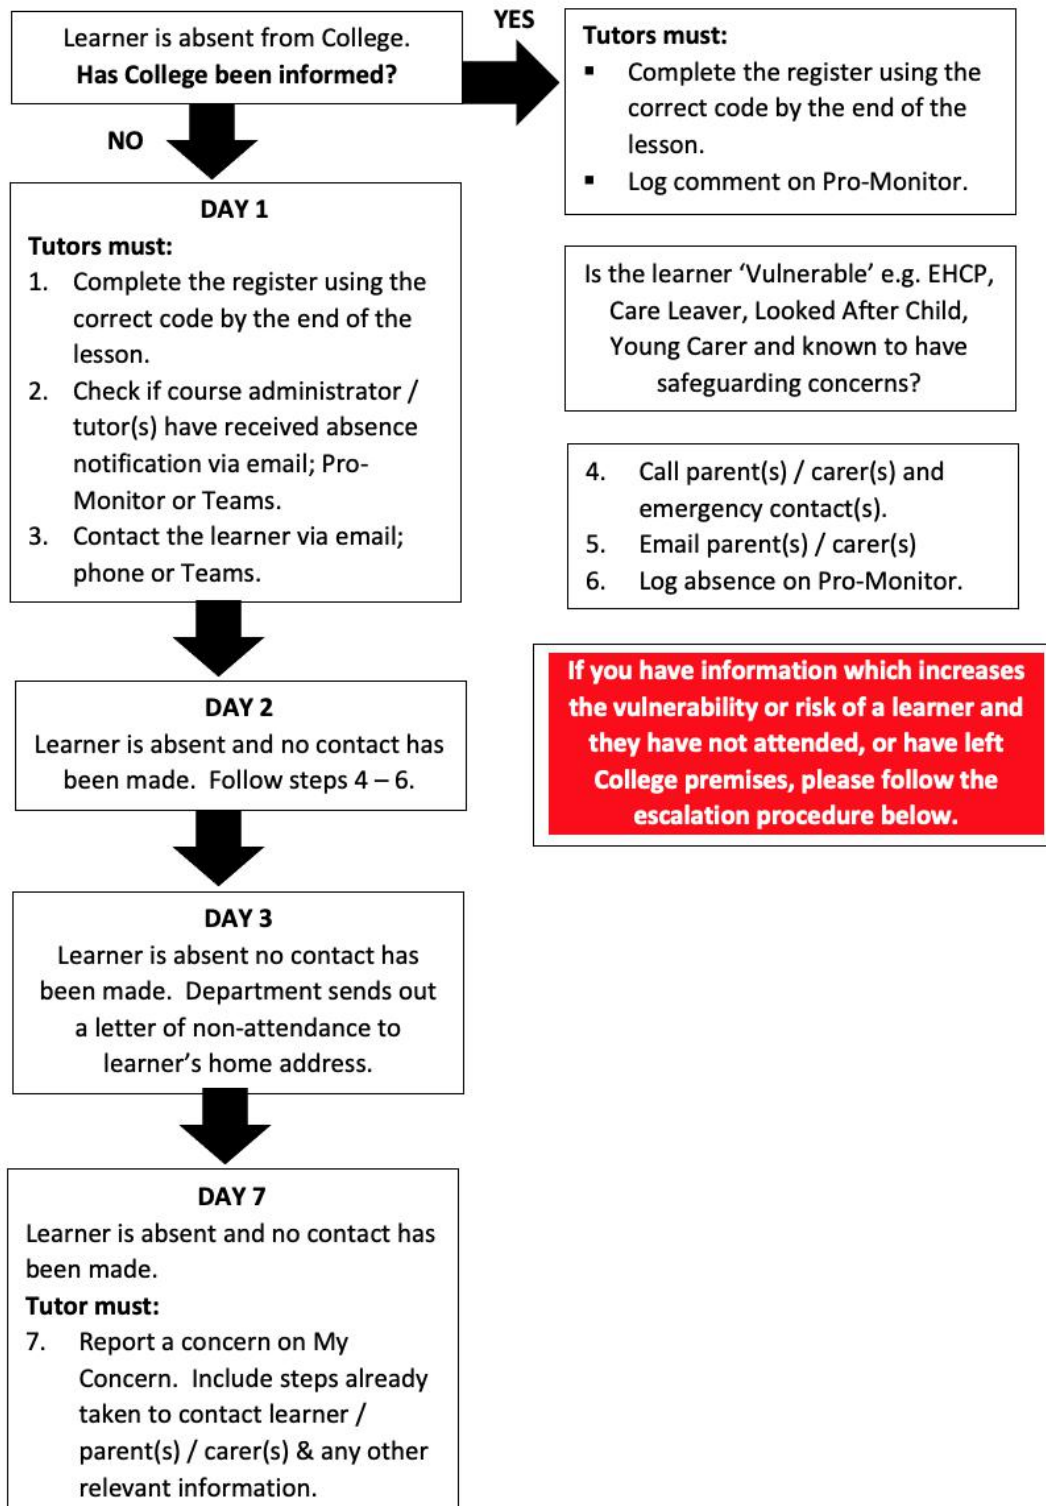 Learner is absent from College.
Has College been informed?
YES
Tutors must:
▪ Complete the register using the
correct code by the end of the
lesson.
▪ Log comment on Pro-Monitor.
NO
DAY 1
Tutors must:
1. Complete the register using the
correct code by the end of the
lesson.
2. Check if course administrator /
tutor(s) have received absence
notification via email; Pro-
Monitor or Teams.
3. Contact the learner via email;
phone or Teams.
Is the learner ‘Vulnerable’ e.g. EHCP,
Care Leaver, Looked After Child,
Young Carer and known to have
safeguarding concerns?
4. Call parent(s) / carer(s) and
emergency contact(s).
5. Email parent(s) / carer(s)
6. Log absence on Pro-Monitor.
If you have information which increases
the vulnerability or risk of a learner and
they have not attended, or have left
College premises, please follow the
escalation procedure below.
DAY 2
Learner is absent and no contact has
been made.  Follow steps 4 – 6.
DAY 3
Learner is absent no contact has
been made.  Department sends out
a letter of non-attendance to
learner’s home address.
DAY 7
Learner is absent and no contact has
been made.
Tutor must:
7. Report a concern on My
Concern.  Include steps already
taken to contact learner /
parent(s) / carer(s) & any other
relevant information.